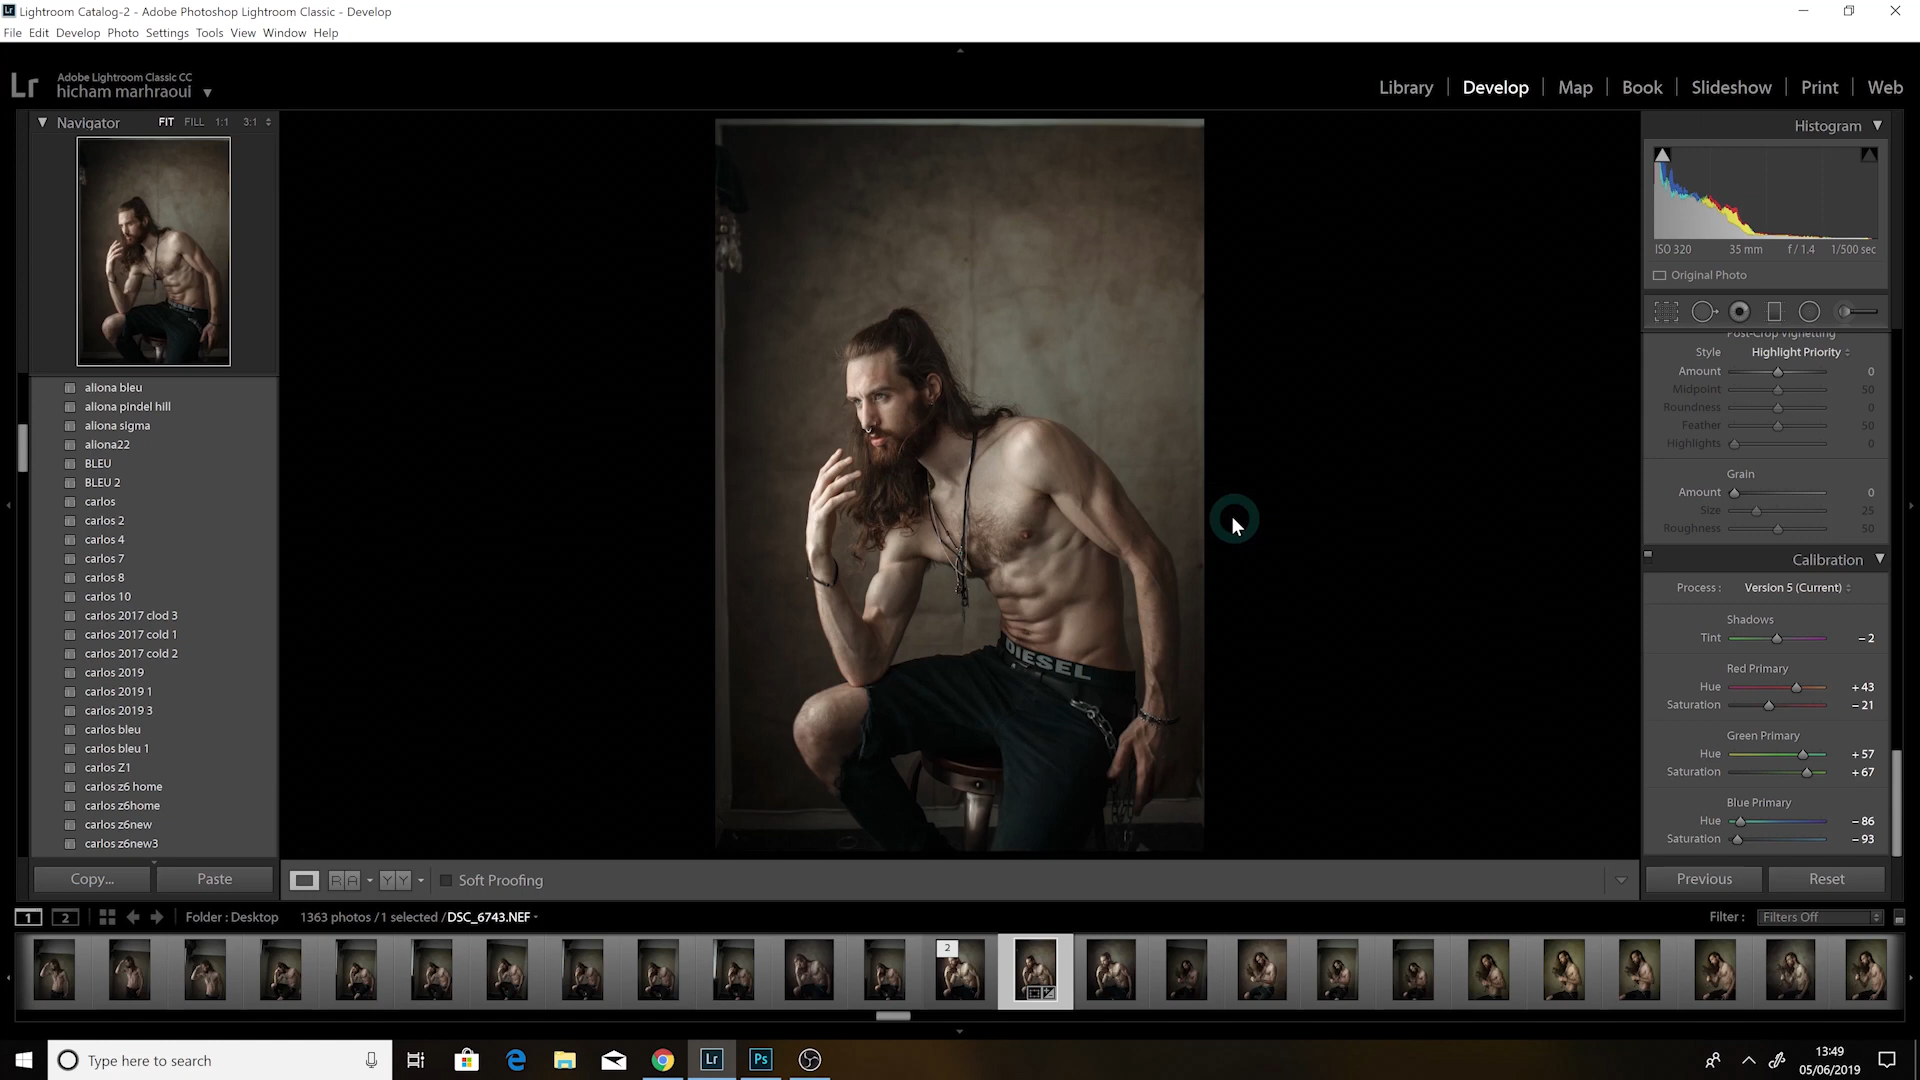 Lightroom Catalog-2 - Adobe Photoshop Lightroom Classic - Develop
File Edit Develop Photo Settings Tools View Window Help
Lr
Adobe Lightroom Classic CC
hicham marhraoui
Library Develop Map Book Slideshow Print Web
Navigator FIT FILL 1:1 3:1
Histogram
ISO 320 35 mm f / 1.4 1/500 sec
Original Photo
Post-Crop Vignetting
Style Highlight Priority
Amount 0
Midpoint 50
Roundness 0
Feather 50
Highlights 0
Grain
Amount 0
Size 25
Roughness 50
Calibration
Process : Version 5 (Current)
Shadows
Tint - 2
Red Primary
Hue + 43
Saturation - 21
Green Primary
Hue + 57
Saturation + 67
Blue Primary
Hue - 86
Saturation - 93
Previous Reset
aliona bleu
aliona pindel hill
aliona sigma
aliona22
BLEU
BLEU 2
carlos
carlos 2
carlos 4
carlos 7
carlos 8
carlos 10
carlos 2017 clod 3
carlos 2017 cold 1
carlos 2017 cold 2
carlos 2019
carlos 2019 1
carlos 2019 3
carlos bleu
carlos bleu 1
carlos Z1
carlos z6 home
carlos z6home
carlos z6new
carlos z6new3
Copy... Paste
DIESEL
R A Y Y Soft Proofing
1 2 Folder : Desktop 1363 photos / 1 selected / DSC_6743.NEF
Filter : Filters Off
2
Type here to search
Lr
Ps
13:49
05/06/2019